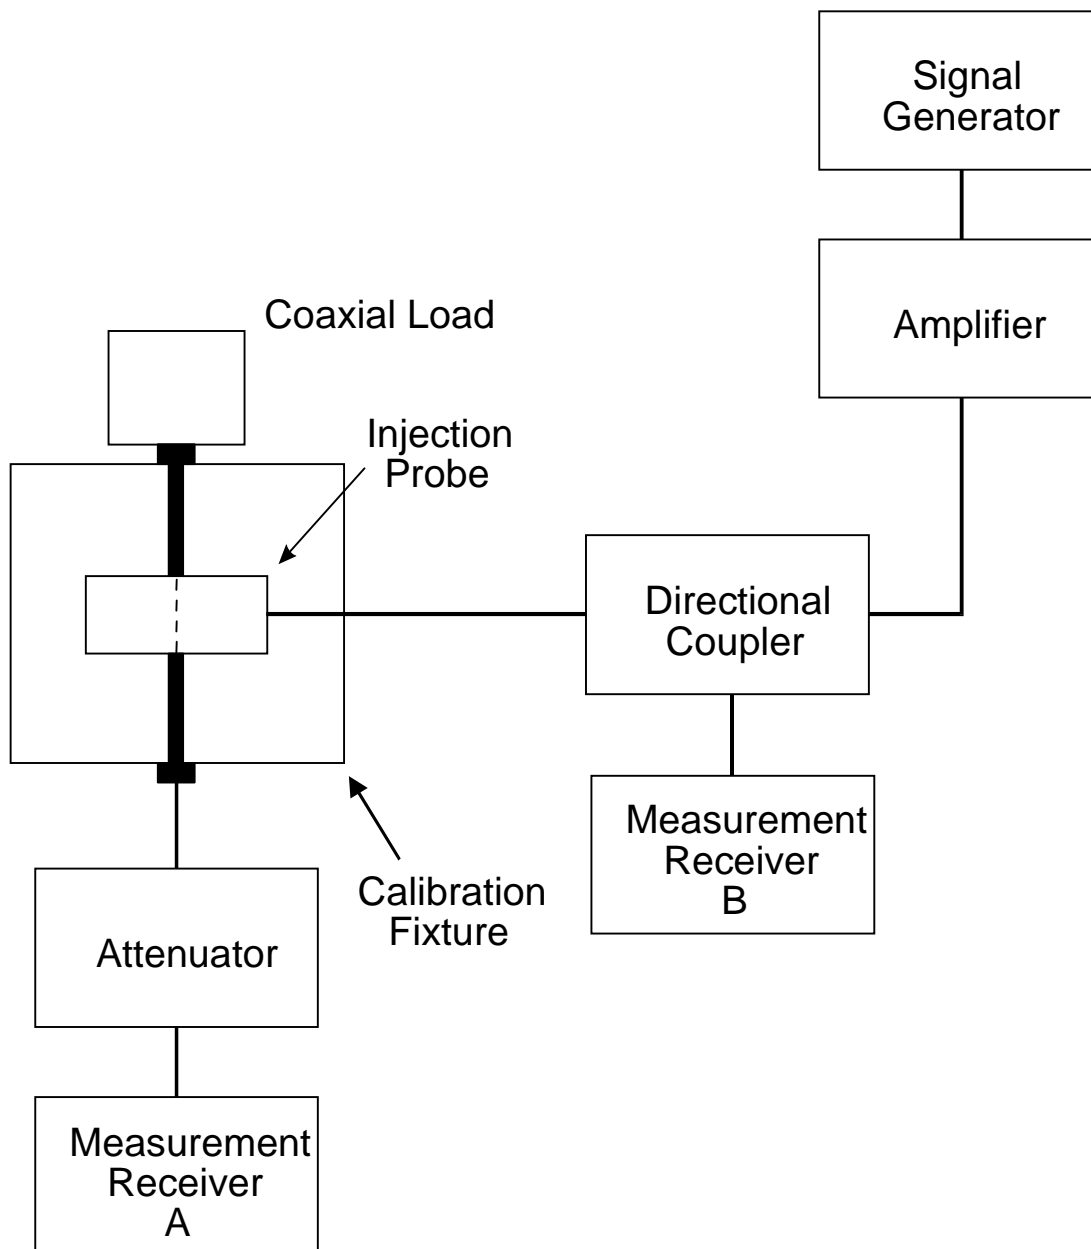 Signal
Generator
Amplifier
Coaxial Load
Injection
Probe
Directional
Coupler
Measurement
Receiver
B
Calibration
Fixture
Attenuator
Measurement
Receiver
A